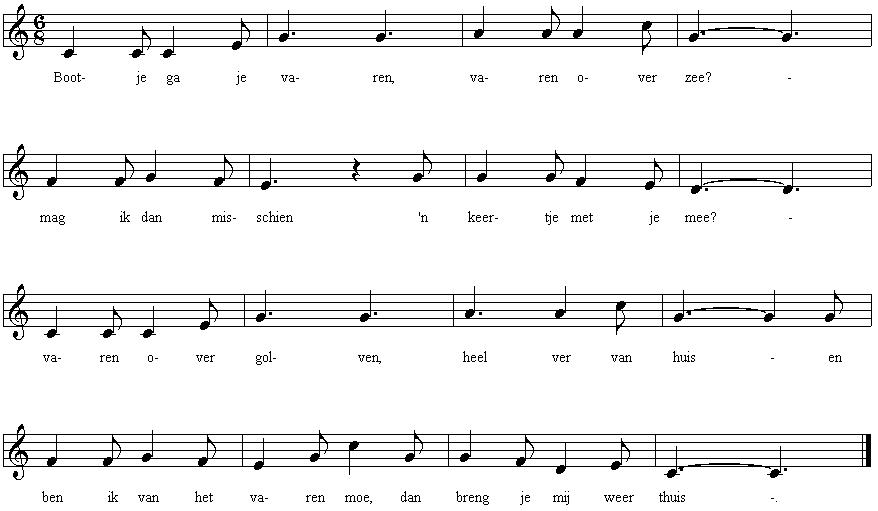 6
8
Boot- je ga je va- ren, va- ren o- ver zee? -
mag ik dan mis- schien 'n keer- tje met je mee? -
va- ren o- ver gol- ven, heel ver van huis - en
ben ik van het va- ren moe, dan breng je mij weer thuis -.